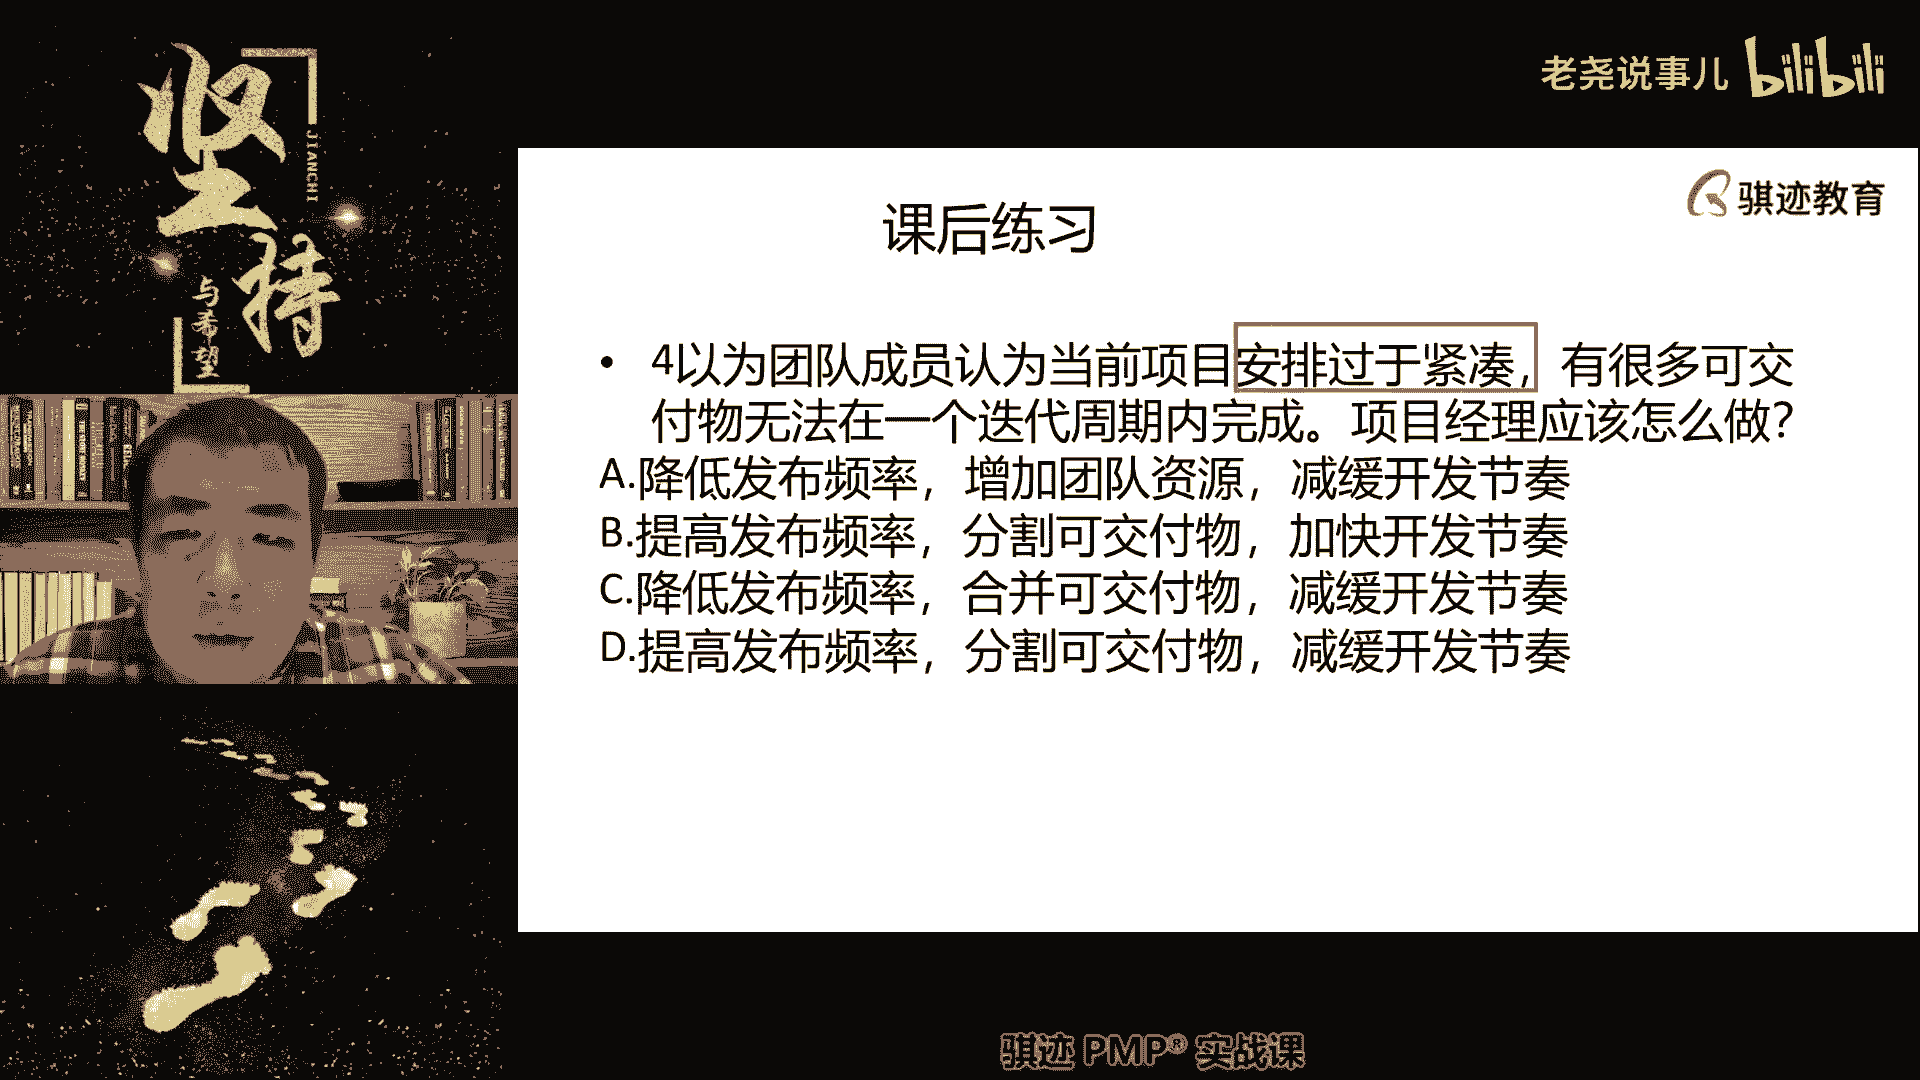 坚持
JIANCHI
与希望
老尧说事儿 bilibili
骐迹教育
课后练习
• 4以为团队成员认为当前项目安排过于紧凑，有很多可交
付物无法在一个迭代周期内完成。项目经理应该怎么做？
A.降低发布频率，增加团队资源，减缓开发节奏
B.提高发布频率，分割可交付物，加快开发节奏
C.降低发布频率，合并可交付物，减缓开发节奏
D.提高发布频率，分割可交付物，减缓开发节奏
骐迹 PMP® 实战课